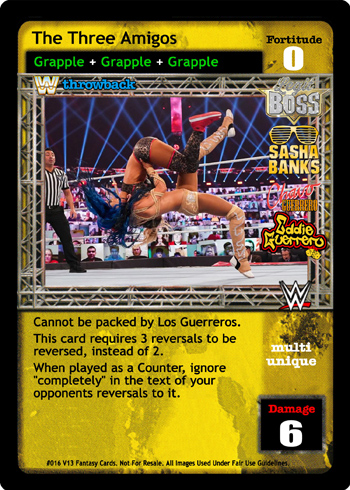 The Three Amigos
Fortitude
0
Grapple + Grapple + Grapple
W throwback
BOSS
SASHA
BANKS
Chavo
GUERRERO
Eddie
Guerrero
W
Cannot be packed by Los Guerreros.
This card requires 3 reversals to be
reversed, instead of 2.
When played as a Counter, ignore
"completely" in the text of your
opponents reversals to it.
multi
unique
Damage
6
#016 V13 Fantasy Cards. Not For Resale. All Images Used Under Fair Use Guidelines.